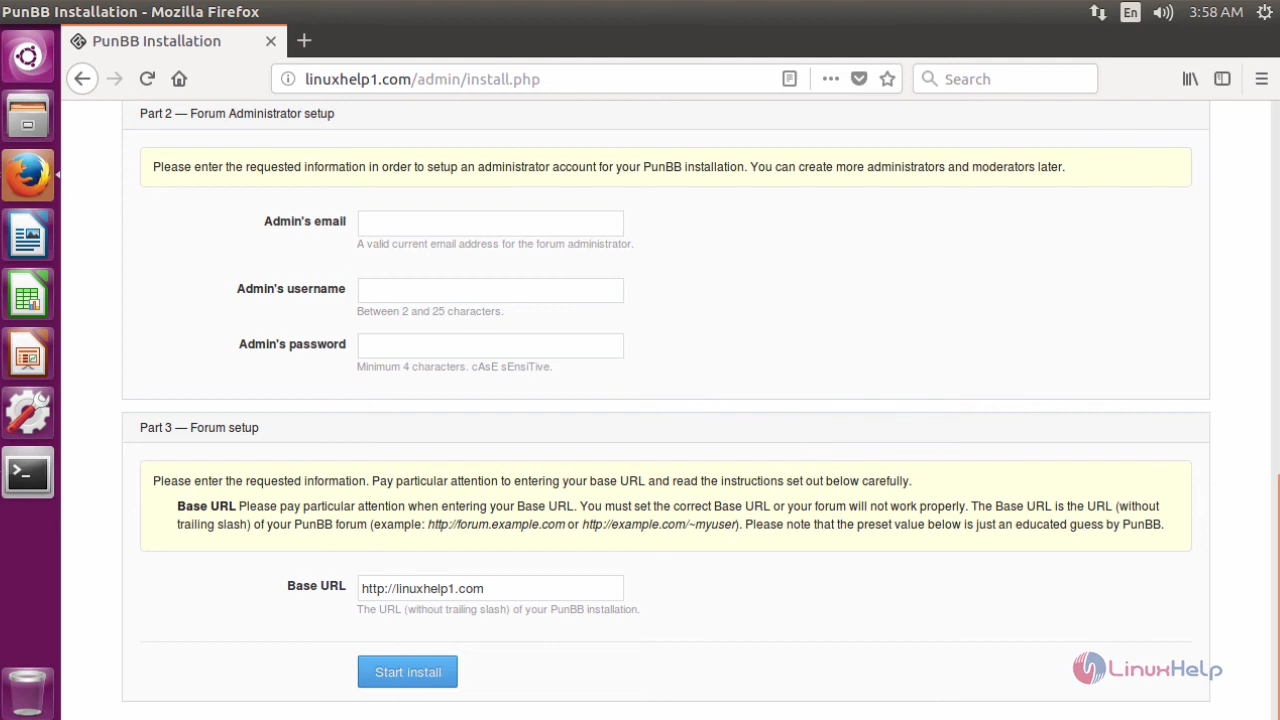 PunBB Installation - Mozilla Firefox
En
3:58 AM
PunBB Installation
linuxhelp1.com/admin/install.php
Search
Part 2 — Forum Administrator setup
Please enter the requested information in order to setup an administrator account for your PunBB installation. You can create more administrators and moderators later.
Admin's email
A valid current email address for the forum administrator.
Admin's username
Between 2 and 25 characters.
Admin's password
Minimum 4 characters. cAsE sEnsiTive.
Part 3 — Forum setup
Please enter the requested information. Pay particular attention to entering your base URL and read the instructions set out below carefully.
Base URL Please pay particular attention when entering your Base URL. You must set the correct Base URL or your forum will not work properly. The Base URL is the URL (without
trailing slash) of your PunBB forum (example: http://forum.example.com or http://example.com/~myuser). Please note that the preset value below is just an educated guess by PunBB.
Base URL
http://linuxhelp1.com
The URL (without trailing slash) of your PunBB installation.
Start install
LinuxHelp